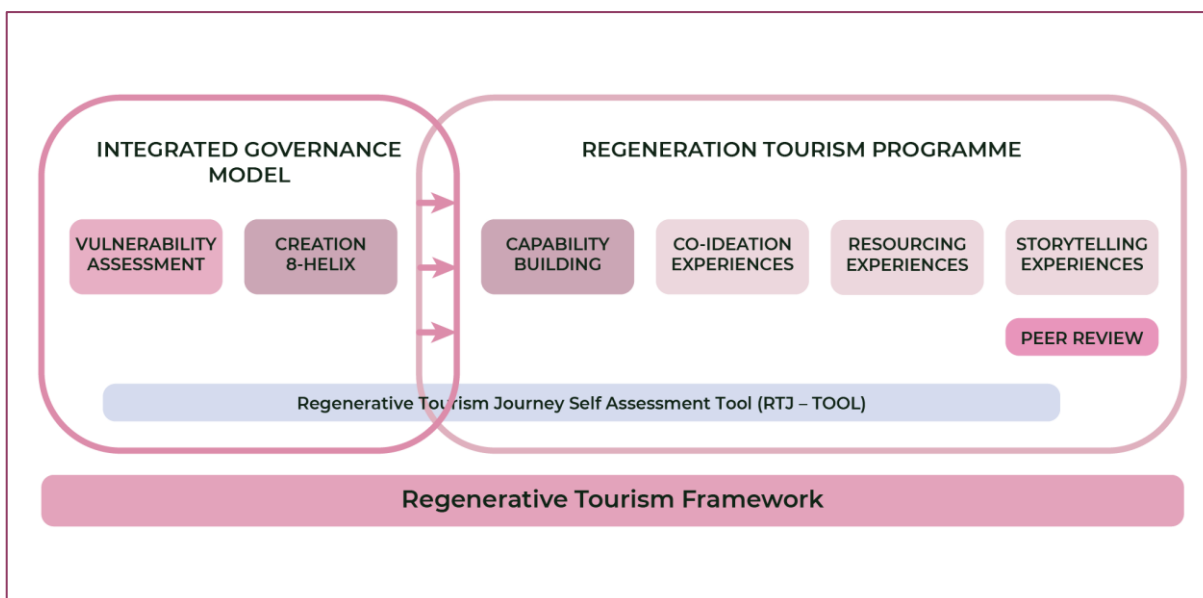 INTEGRATED GOVERNANCE
MODEL
VULNERABILITY
ASSESSMENT
CREATION
8-HELIX
REGENERATION TOURISM PROGRAMME
CAPABILITY
BUILDING
CO-IDEATION
EXPERIENCES
RESOURCING
EXPERIENCES
STORYTELLING
EXPERIENCES
PEER REVIEW
Regenerative Tourism Journey Self Assessment Tool (RTJ – TOOL)
Regenerative Tourism Framework